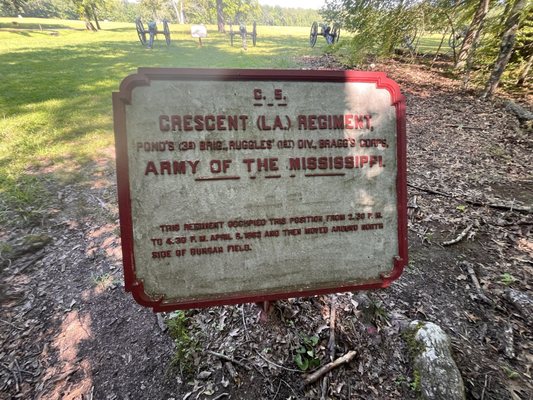 C. S.
CRESCENT (LA.) REGIMENT,
POND'S (3D) BRIG., RUGGLES' (1ST) DIV., BRAGG'S CORPS,
ARMY OF THE MISSISSIPPI.
THIS REGIMENT OCCUPIED THIS POSITION FROM 2.30 P. M.
TO 4.30 P. M. APRIL 6, 1862 AND THEN MOVED AROUND NORTH
SIDE OF DUNCAN FIELD.